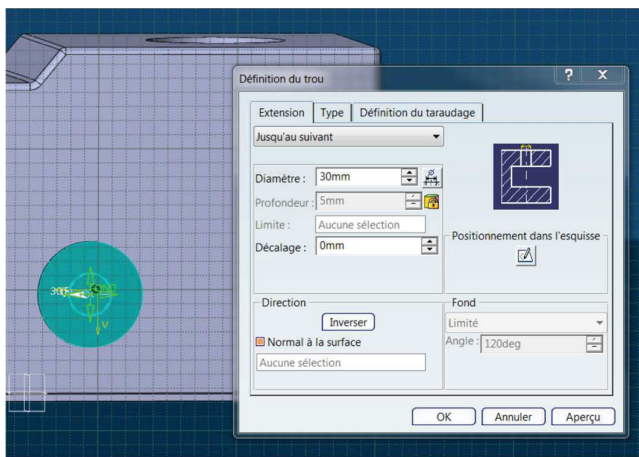 Définition du trou
? X
Extension Type Définition du taraudage
Jusqu'au suivant
Diamètre : 30mm
Profondeur : 5mm
Limite : Aucune sélection
Décalage : 0mm
Positionnement dans l'esquisse
Direction
Inverser
Normal à la surface
Aucune sélection
Fond
Limité
Angle : 120deg
OK Annuler Aperçu
V